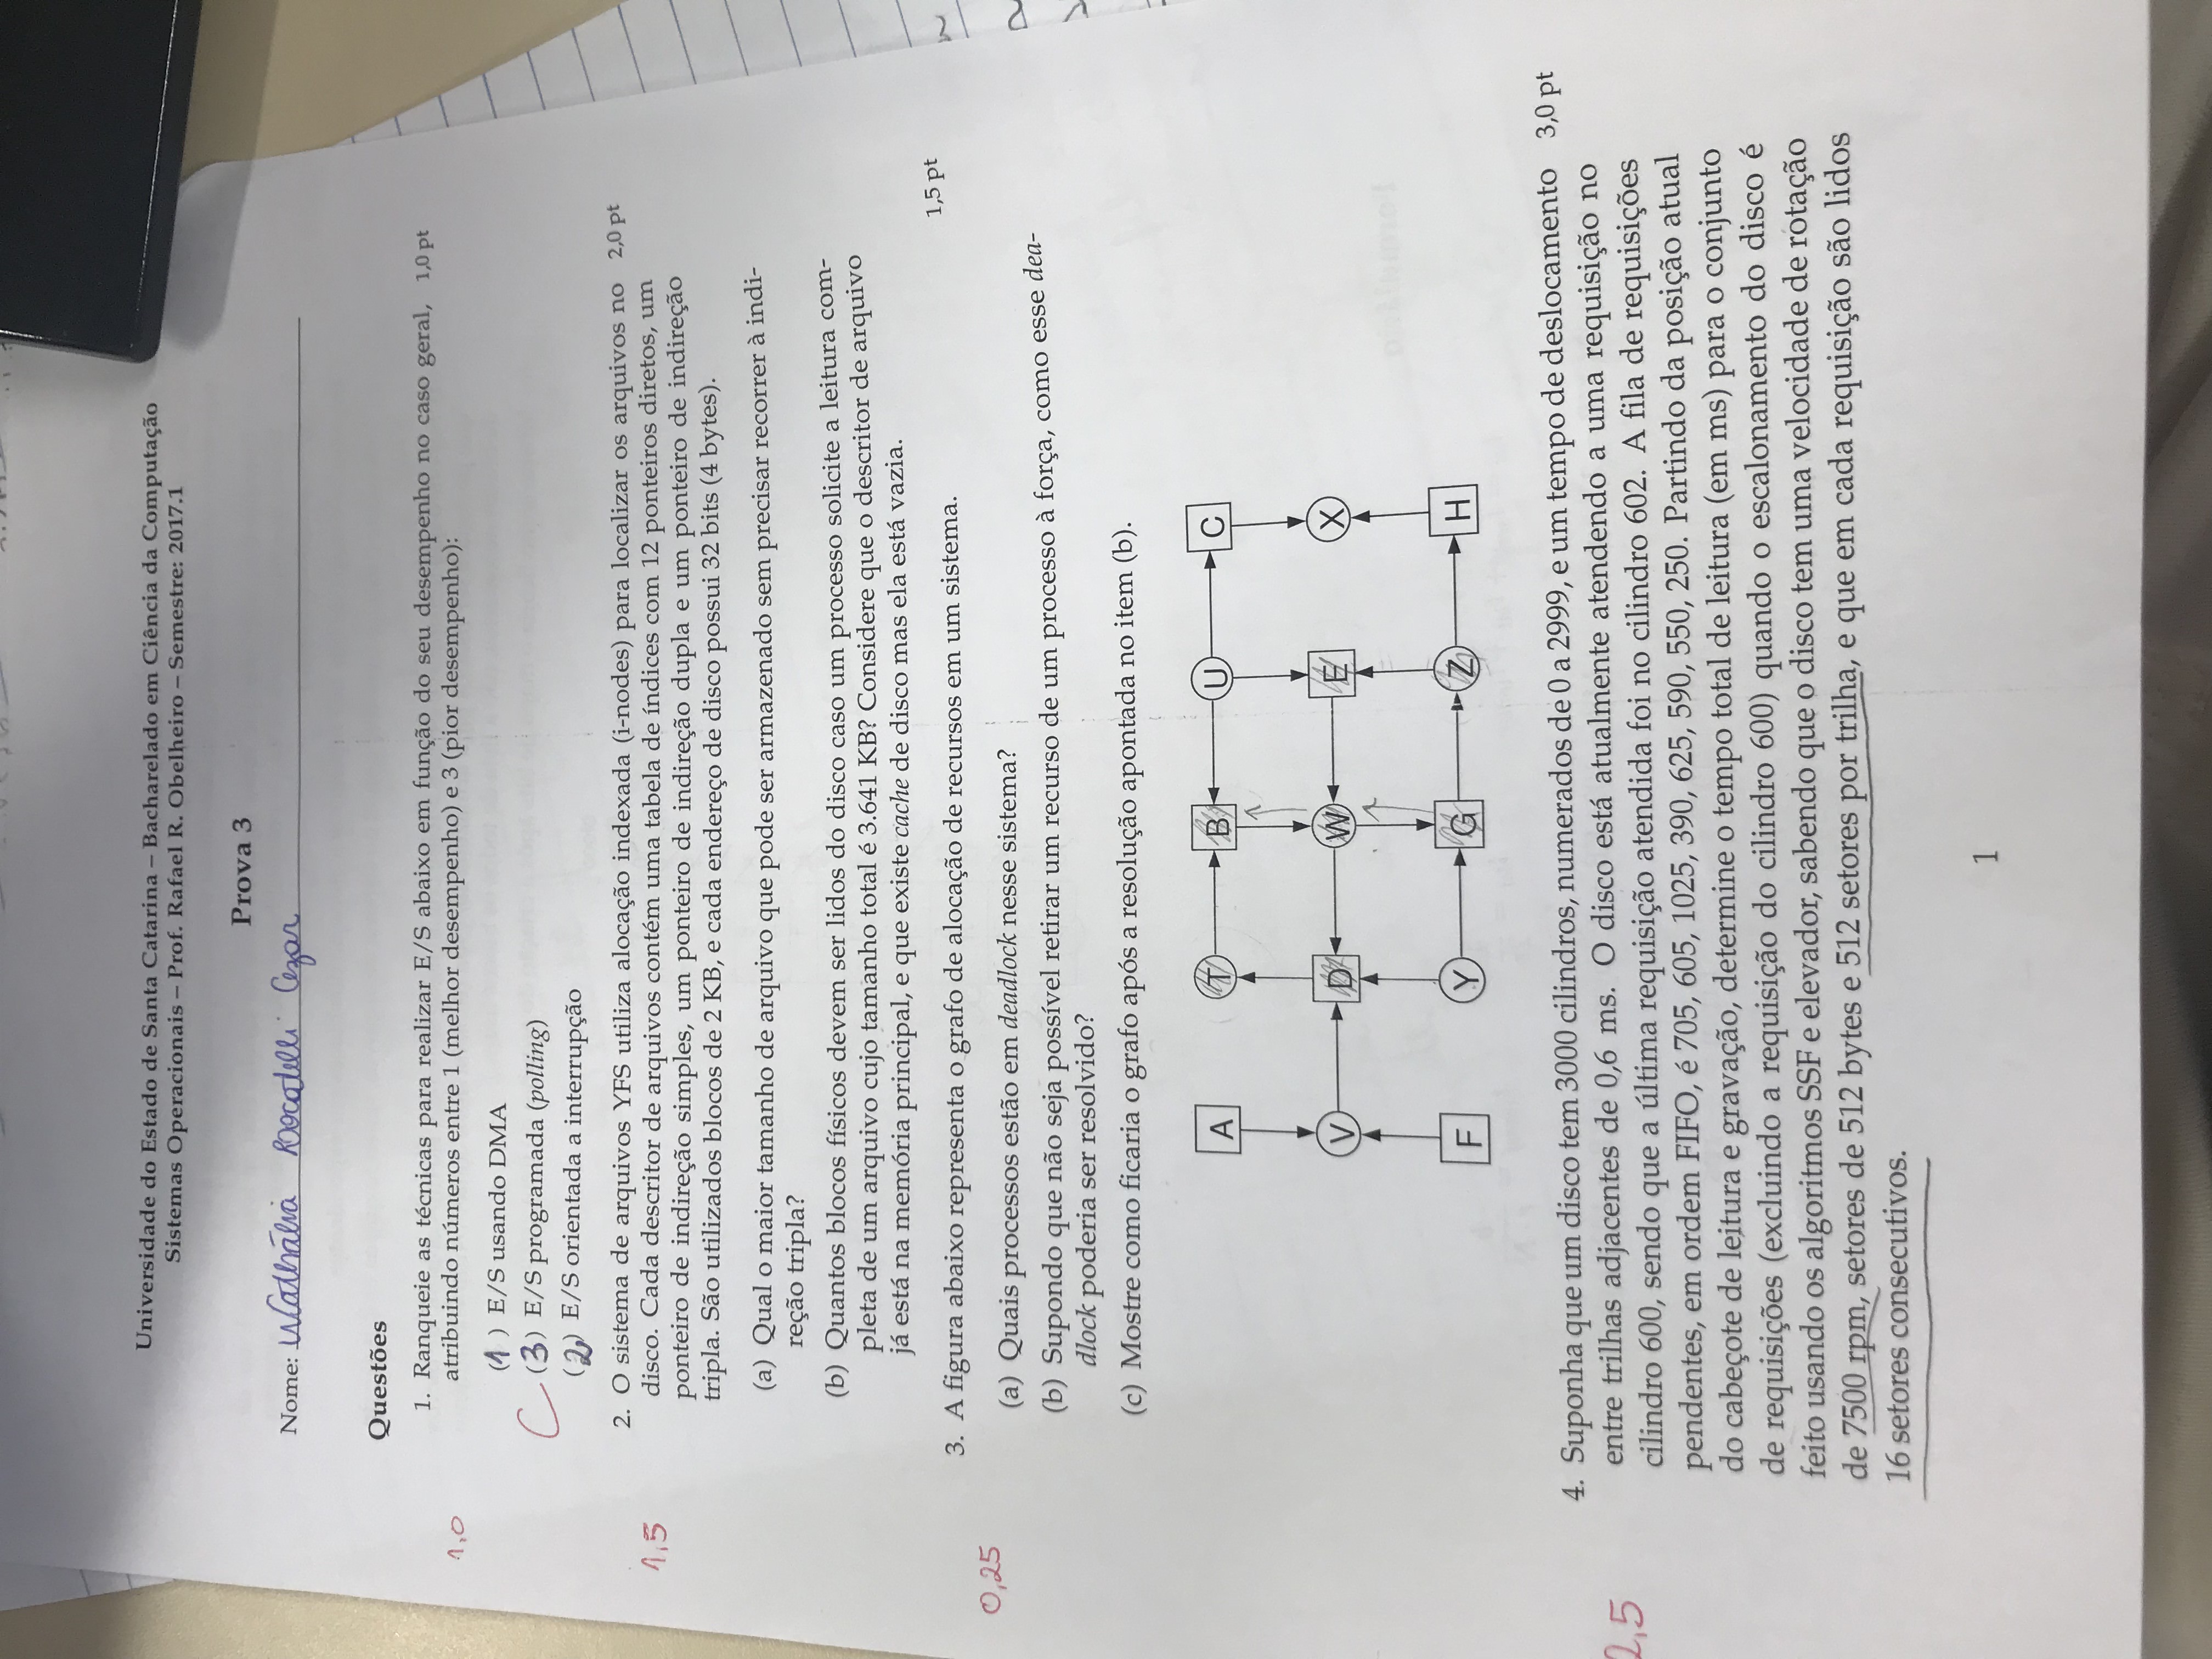 Universidade do Estado de Santa Catarina – Bacharelado em Ciência da Computação
Sistemas Operacionais – Prof. Rafael R. Obelheiro – Semestre: 2017.1
Prova 3
Nome: Nathália Locatelli Cezar
Questões
1. Ranqueie as técnicas para realizar E/S abaixo em função do seu desempenho no caso geral, 1,0 pt
1,0
atribuindo números entre 1 (melhor desempenho) e 3 (pior desempenho):
(1) E/S usando DMA
C (3) E/S programada (polling)
(2) E/S orientada a interrupção
2. O sistema de arquivos YFS utiliza alocação indexada (i-nodes) para localizar os arquivos no 2,0 pt
1,5
disco. Cada descritor de arquivos contém uma tabela de índices com 12 ponteiros diretos, um
ponteiro de indireção simples, um ponteiro de indireção dupla e um ponteiro de indireção
tripla. São utilizados blocos de 2 KB, e cada endereço de disco possui 32 bits (4 bytes).
(a) Qual o maior tamanho de arquivo que pode ser armazenado sem precisar recorrer à indi-
reção tripla?
(b) Quantos blocos físicos devem ser lidos do disco caso um processo solicite a leitura com-
pleta de um arquivo cujo tamanho total é 3.641 KB? Considere que o descritor de arquivo
já está na memória principal, e que existe cache de disco mas ela está vazia.
3. A figura abaixo representa o grafo de alocação de recursos em um sistema. 1,5 pt
0,25
(a) Quais processos estão em deadlock nesse sistema?
(b) Supondo que não seja possível retirar um recurso de um processo à força, como esse dea-
dlock poderia ser resolvido?
(c) Mostre como ficaria o grafo após a resolução apontada no item (b).
A T B U C
V D W E X
F Y G Z H
4. Suponha que um disco tem 3000 cilindros, numerados de 0 a 2999, e um tempo de deslocamento 3,0 pt
2,5
entre trilhas adjacentes de 0,6 ms. O disco está atualmente atendendo a uma requisição no
cilindro 600, sendo que a última requisição atendida foi no cilindro 602. A fila de requisições
pendentes, em ordem FIFO, é 705, 605, 1025, 390, 625, 590, 550, 250. Partindo da posição atual
do cabeçote de leitura e gravação, determine o tempo total de leitura (em ms) para o conjunto
de requisições (excluindo a requisição do cilindro 600) quando o escalonamento do disco é
feito usando os algoritmos SSF e elevador, sabendo que o disco tem uma velocidade de rotação
de 7500 rpm, setores de 512 bytes e 512 setores por trilha, e que em cada requisição são lidos
16 setores consecutivos.
1